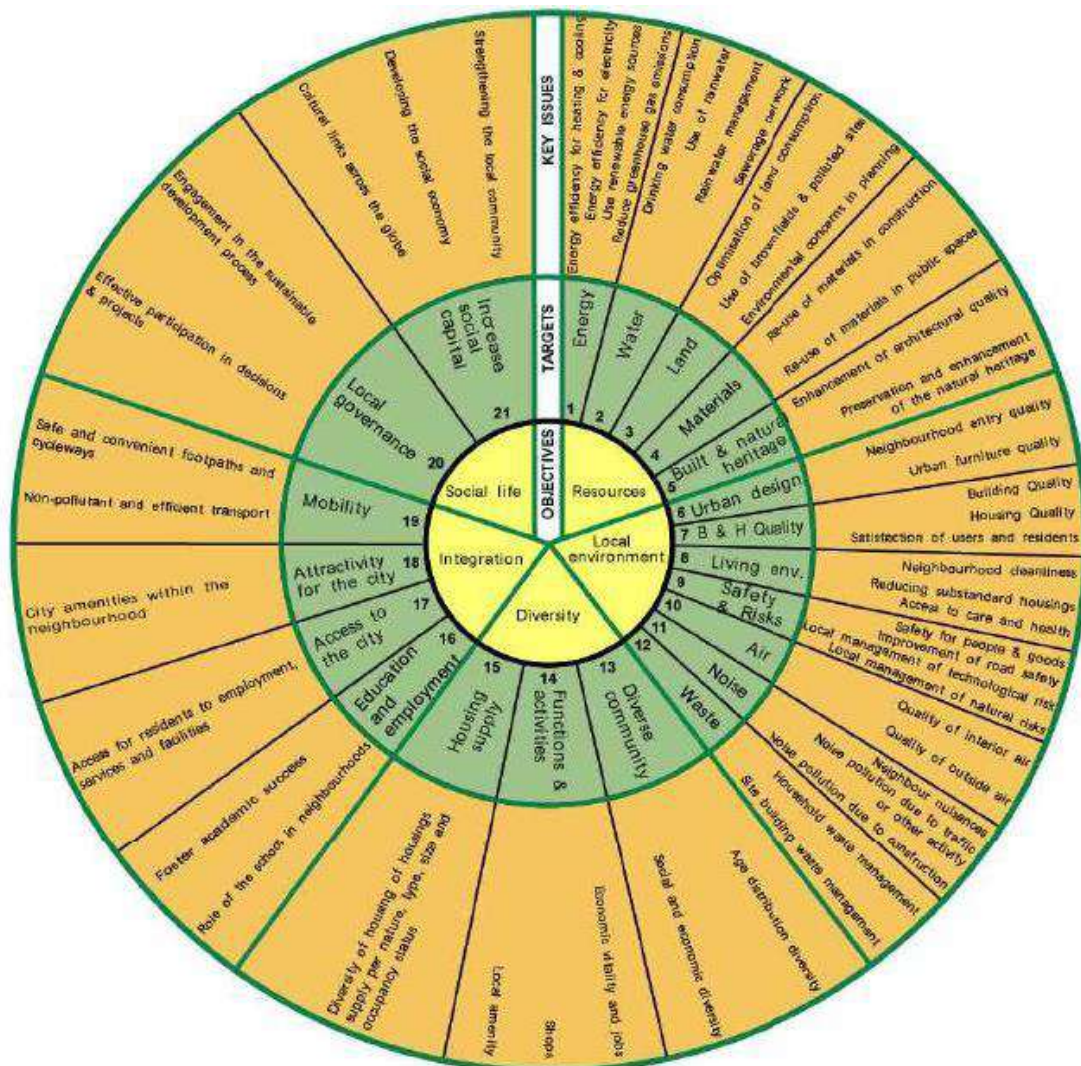 KEY ISSUES
TARGETS
OBJECTIVES
Resources
Local
environment
Diversity
Integration
Social life
1
Energy
Energy efficiency for heating & cooling
Energy efficiency for electricity
Use renewable energy sources
Reduce greenhouse gas emissions
2
Water
Drinking water consumption
Use of rainwater
Rainwater management
Sewerage network
3
Land
Optimisation of land consumption
Use of brownfields & polluted sites
Environmental concerns in planning
4
Materials
Re-use of materials in construction
Re-use of materials in public spaces
5
Built & natural
heritage
Enhancement of architectural quality
Preservation and enhancement
of the natural heritage
6
Urban design
Neighbourhood entry quality
Urban furniture quality
7
B & H Quality
Building Quality
Housing Quality
Satisfaction of users and residents
8
Living env.
Neighbourhood cleanliness
Reducing substandard housings
Access to care and health
9
Safety
& Risks
Safety for people & goods
Improvement of road safety
Local management of technological risk
Local management of natural risks
10
Air
Quality of interior air
Quality of outside air
11
Noise
Neighbour nuisances
Noise pollution due to traffic
or other activity
Noise pollution due to construction
12
Waste
Household waste management
Site building waste management
13
Diverse
community
Age distribution diversity
Social and economic diversity
14
Functions &
activities
Economic vitality and jobs
Shops
Local amenity
15
Housing
supply
Diversity of housing of housings
supply per nature, type, size and
occupancy status
16
Education
and
employment
Role of the school in neighbourhoods
Foster academic success
17
Access to
the city
Access for residents to employment,
services and facilities
18
Attractivity
for the city
City amenities within the
neighbourhood
19
Mobility
Non-pollutant and efficient transport
Safe and convenient footpaths and
cycleways
20
Local
governance
Effective participation in decisions
& projects
Engagement in the sustainable
development process
21
Increase
social
capital
Cultural links across the globe
Developing the social economy
Strengthening the local community